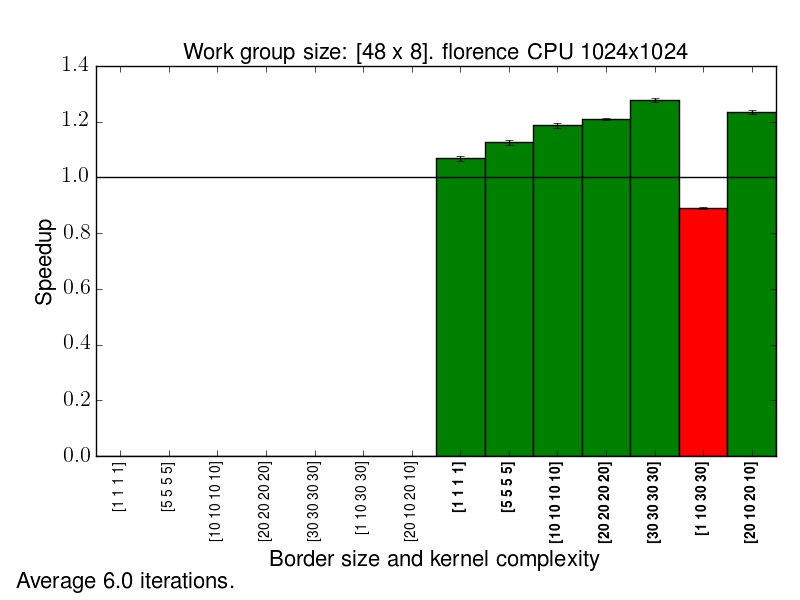 Work group size: [48 x 8]. florence CPU 1024x1024
1.4
1.2
1.0
0.8
0.6
0.4
0.2
0.0
Speedup
[1 1 1 1]
[5 5 5 5]
[10 10 10 10]
[20 20 20 20]
[30 30 30 30]
[1 10 30 30]
[20 10 20 10]
[1 1 1 1]
[5 5 5 5]
[10 10 10 10]
[20 20 20 20]
[30 30 30 30]
[1 10 30 30]
[20 10 20 10]
Border size and kernel complexity
Average 6.0 iterations.